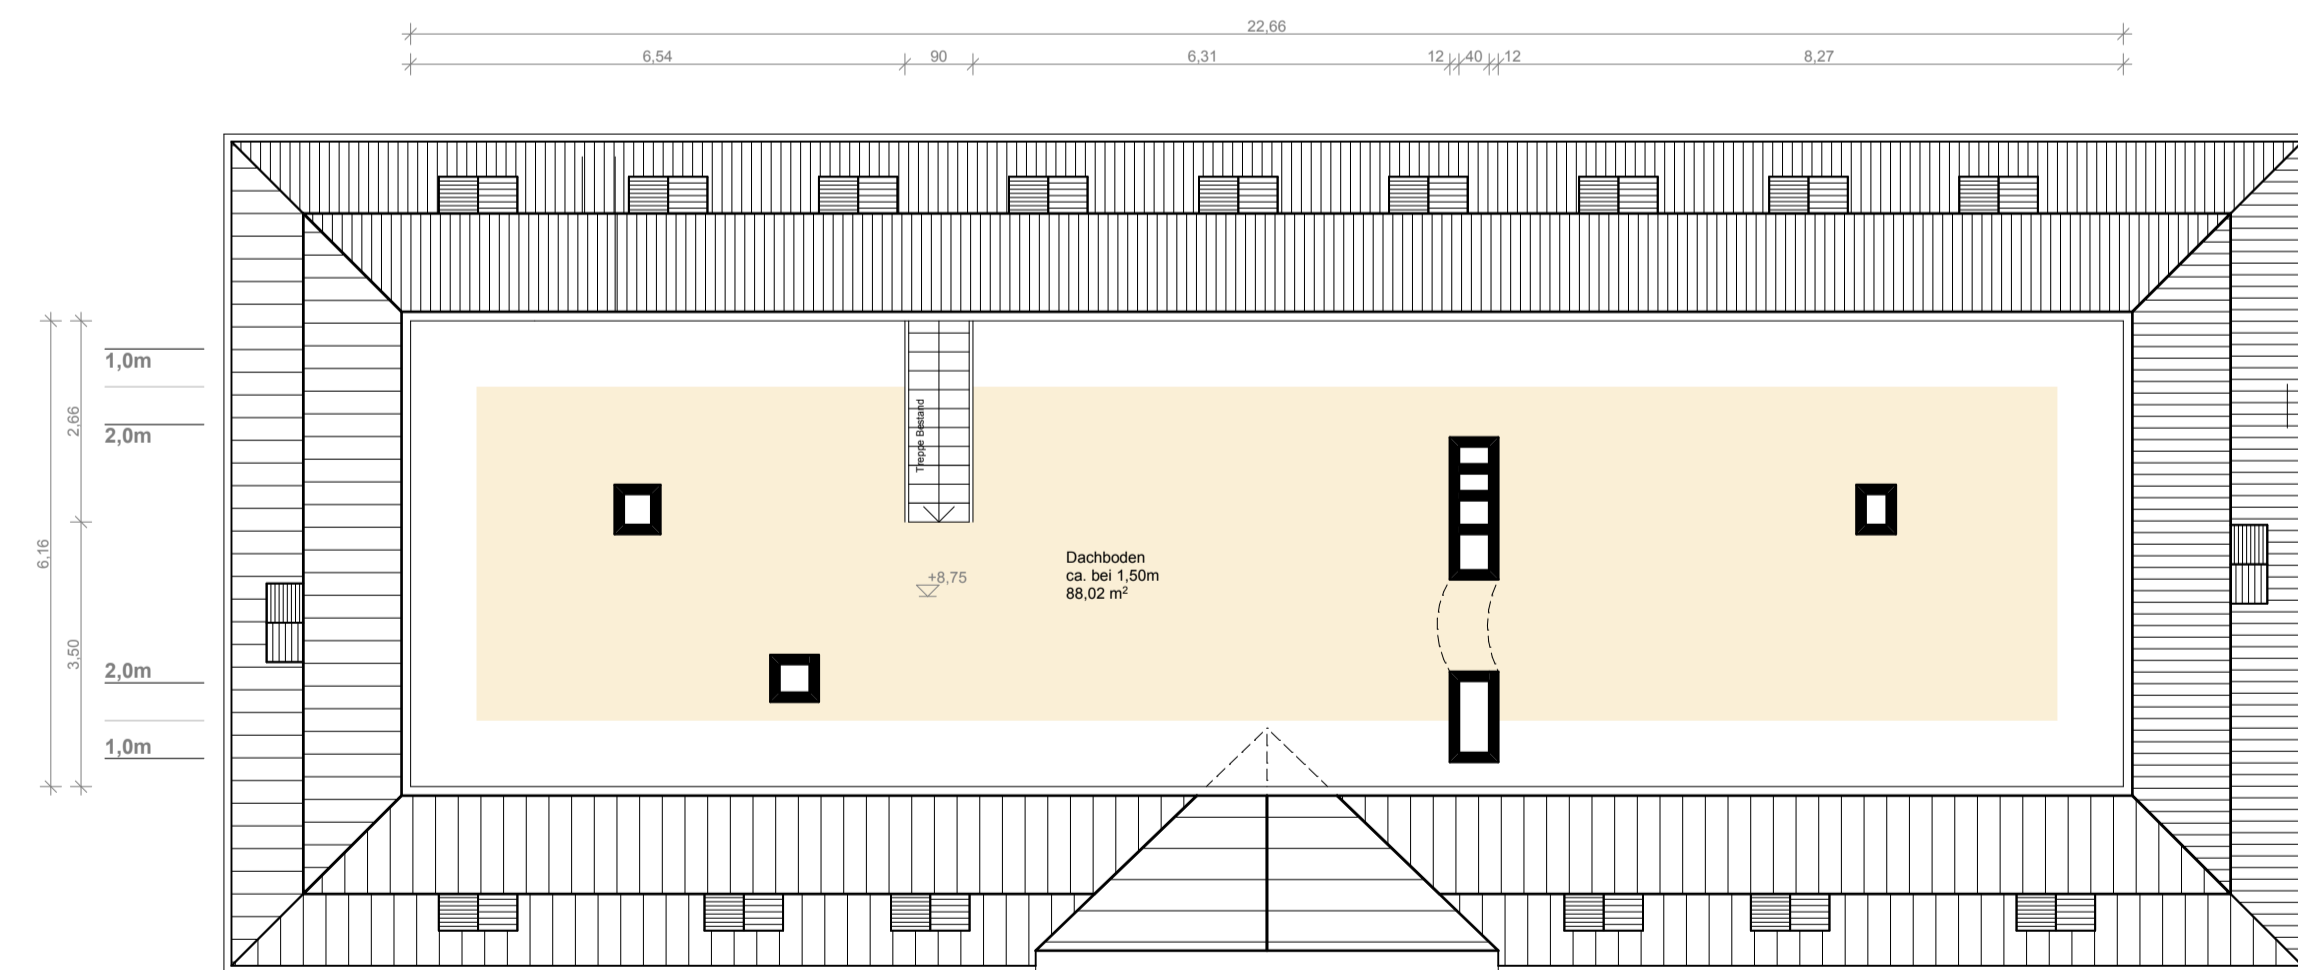 22,66
6,54 90 6,31 12 40 12 8,27
1,0m
2,0m
2,66
6,16
3,50
2,0m
1,0m
Treppe Bestand
+8,75
Dachboden
ca. bei 1,50m
88,02 m²